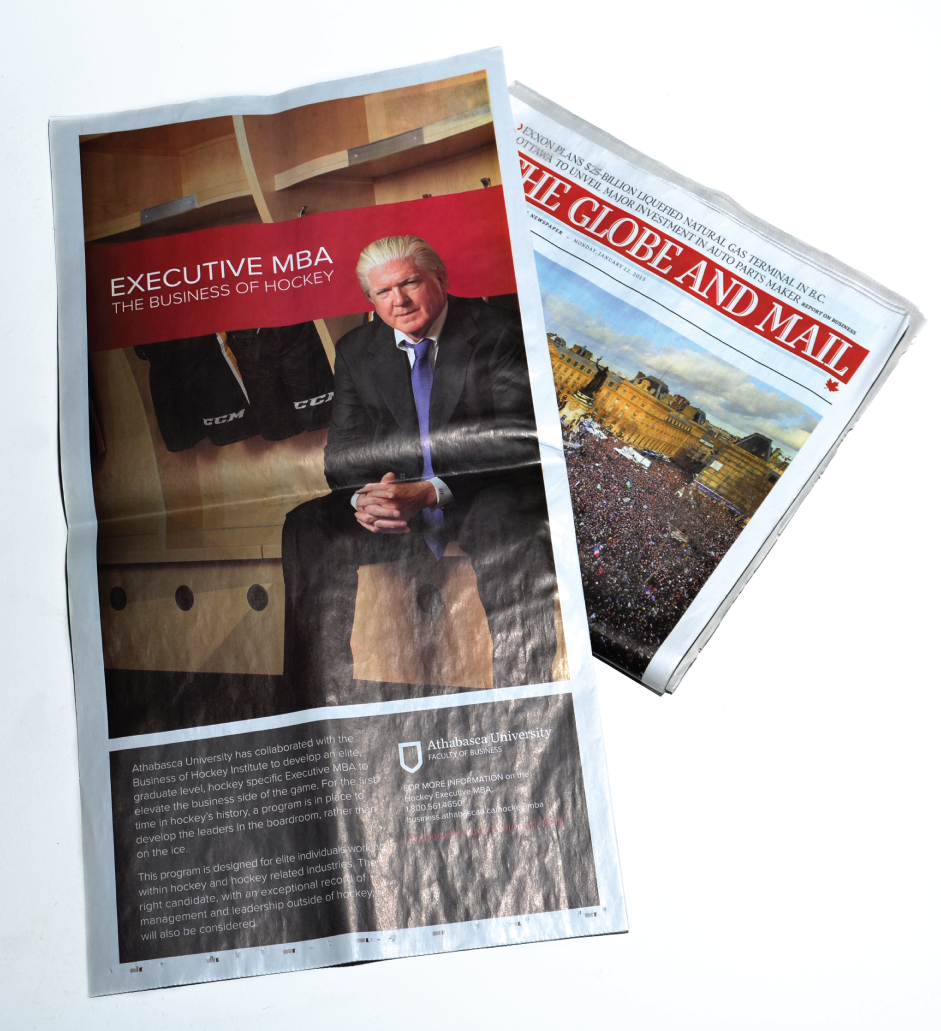 EXECUTIVE MBA
THE BUSINESS OF HOCKEY
CCM
CCM
Athabasca University has collaborated with the
Business of Hockey Institute to develop an elite,
graduate level, hockey specific Executive MBA to
elevate the business side of the game. For the first
time in hockey's history, a program is in place to
develop the leaders in the boardroom, rather than
on the ice.
This program is designed for elite individuals working
within hockey and hockey related industries. The
right candidate, with an exceptional record of
management and leadership outside of hockey,
will also be considered.
Athabasca University
FACULTY OF BUSINESS
FOR MORE INFORMATION on the
Hockey Executive MBA:
1.800.561.4650
business.athabascau.ca/hockey-mba
EXXON PLANS $25-BILLION LIQUEFIED NATURAL GAS TERMINAL IN B.C.
OTTAWA TO UNVEIL MAJOR INVESTMENT IN AUTO PARTS MAKER REPORT ON BUSINESS
THE GLOBE AND MAIL
NEWSPAPER • MONDAY, JANUARY 12, 2015